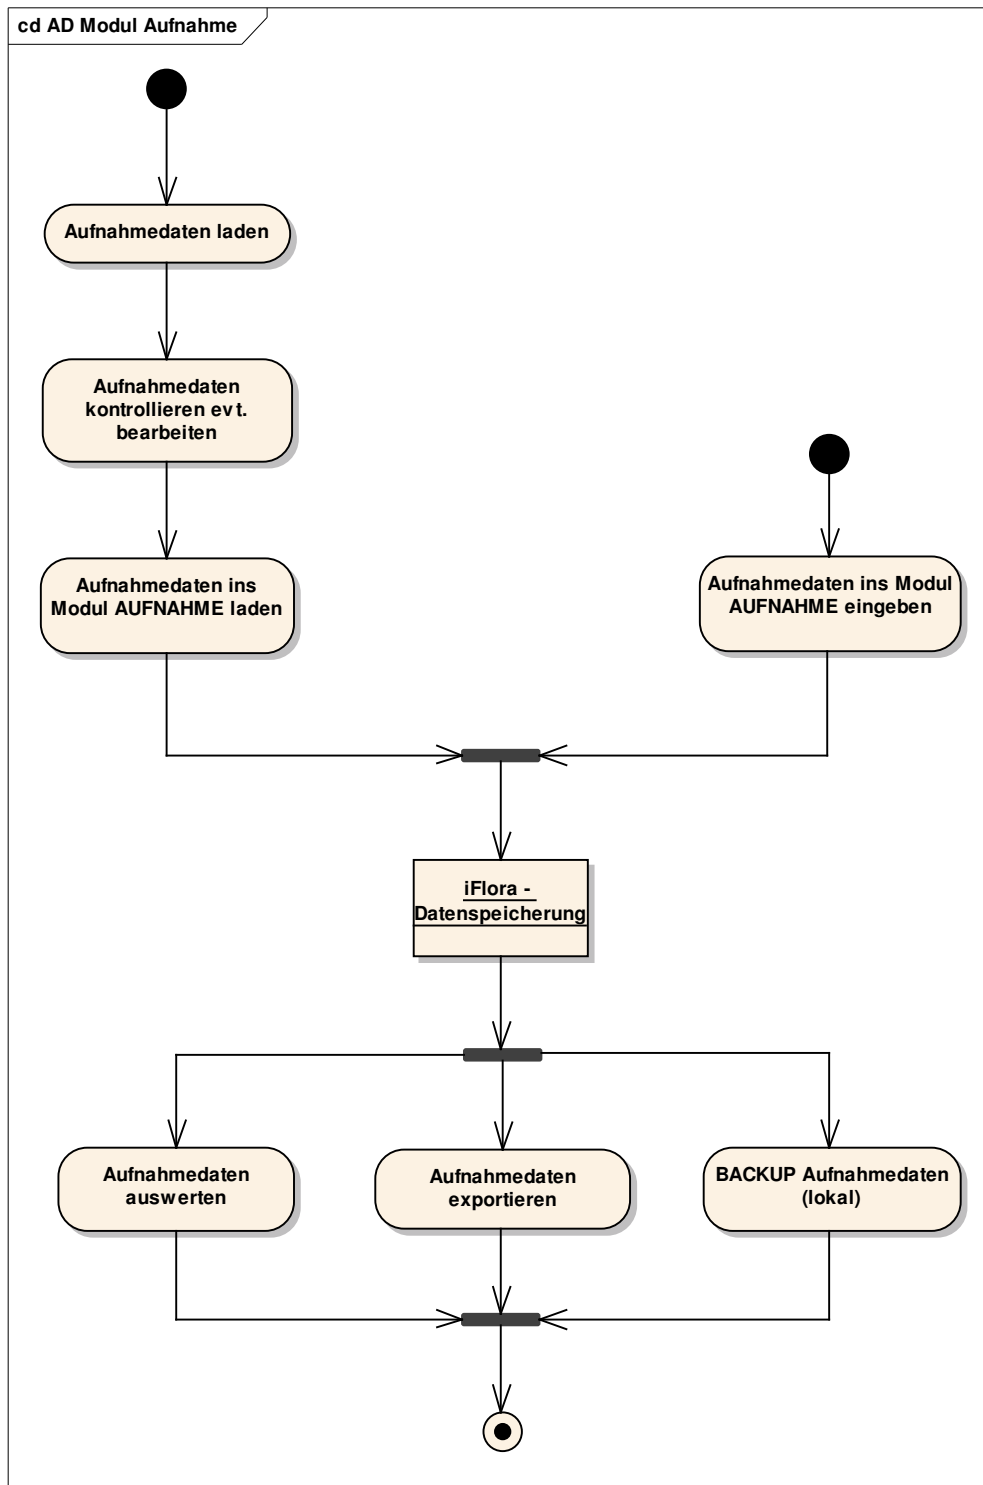 cd AD Modul Aufnahme
Aufnahmedaten laden
Aufnahmedaten
kontrollieren evt.
bearbeiten
Aufnahmedaten ins
Modul AUFNAHME laden
Aufnahmedaten ins Modul
AUFNAHME eingeben
iFlora -
Datenspeicherung
Aufnahmedaten
auswerten
Aufnahmedaten
exportieren
BACKUP Aufnahmedaten
(lokal)